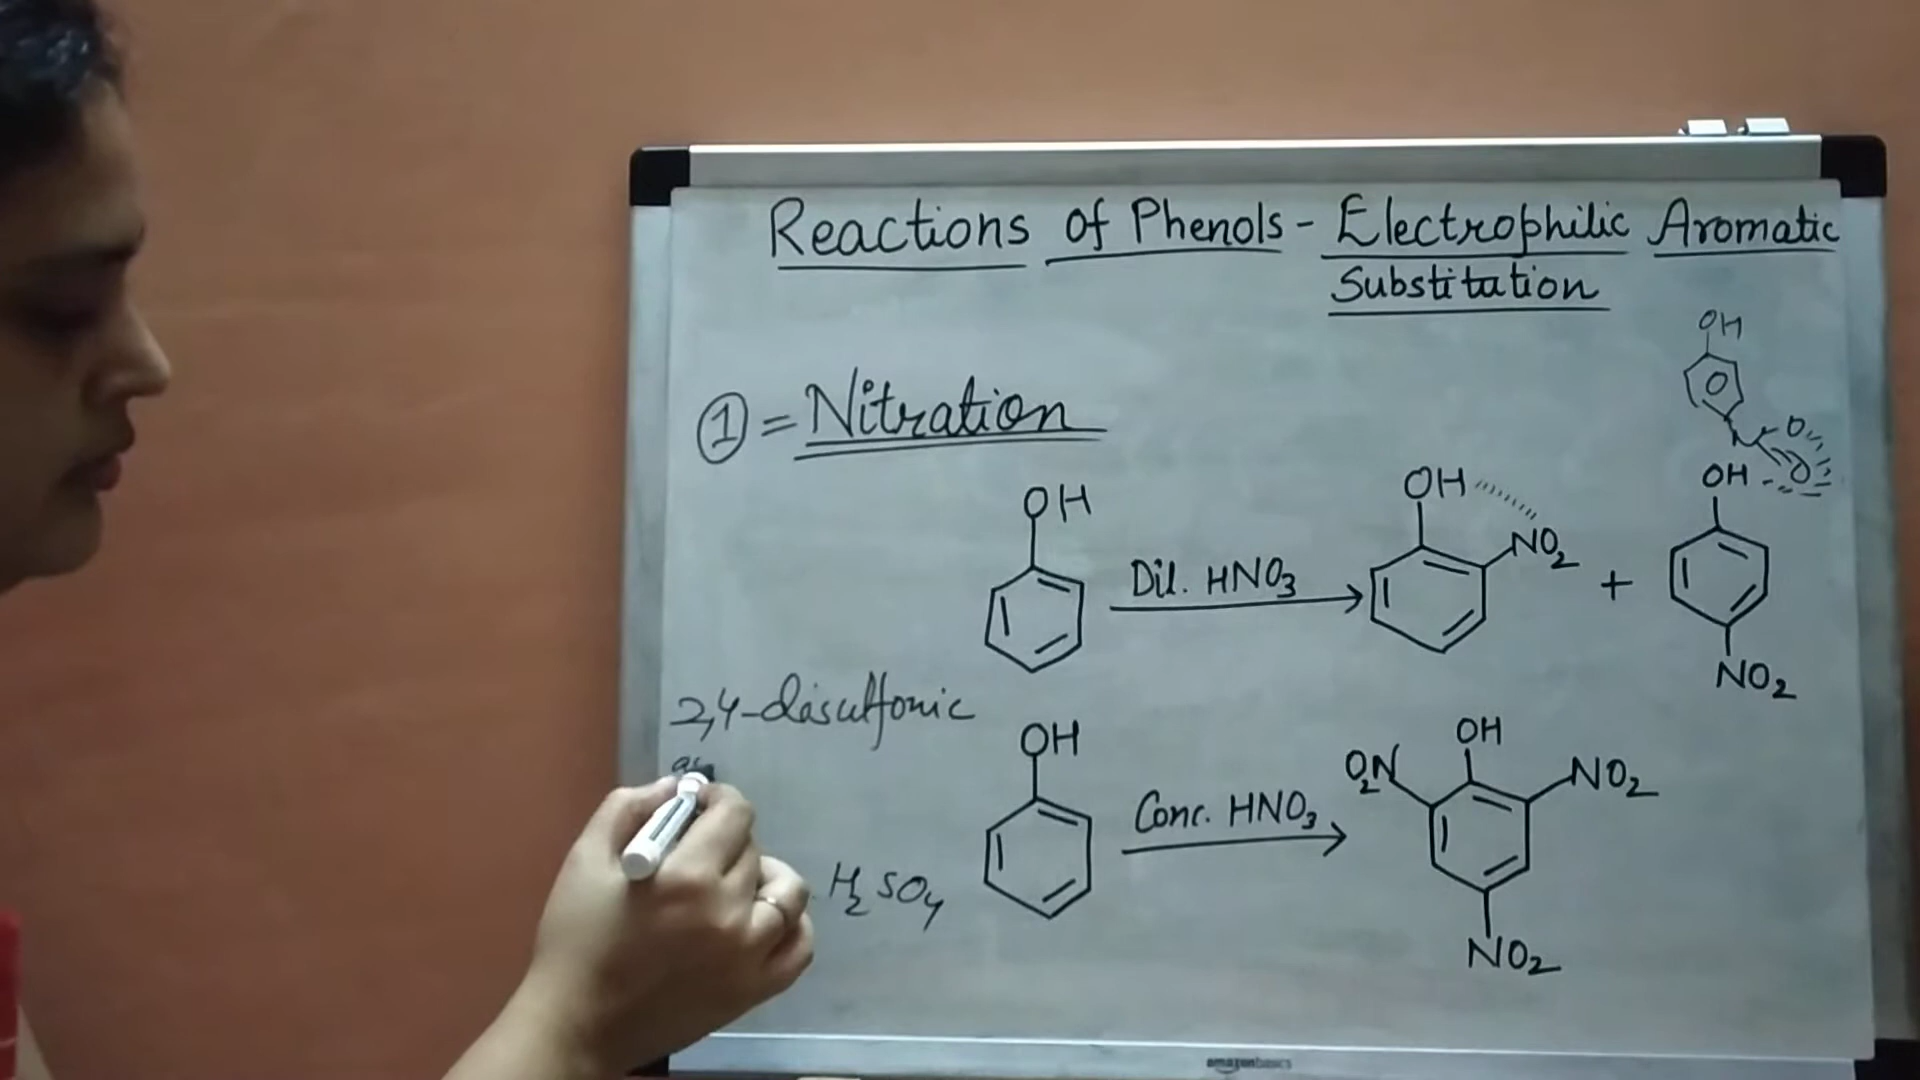 Reactions of Phenols - Electrophilic Aromatic
Substitution
OH
① = Nitration
O
N
O
OH
OH
OH
NO2
Dil. HNO3
+
NO2
2,4-disulfonic
OH
OH
O2N
NO2
Conc. HNO3
H2SO4
NO2
amazonbasics